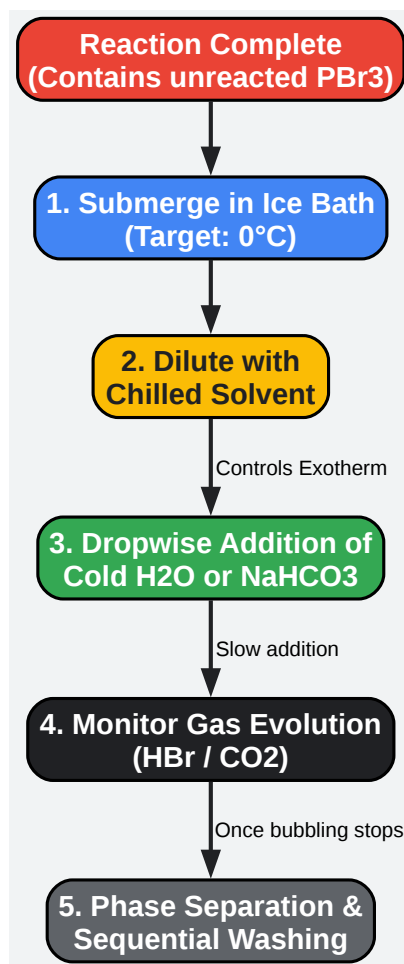 Reaction Complete
(Contains unreacted PBr3)
1. Submerge in Ice Bath
(Target: 0°C)
2. Dilute with
Chilled Solvent
Controls Exotherm
3. Dropwise Addition of
Cold H2O or NaHCO3
Slow addition
4. Monitor Gas Evolution
(HBr / CO2)
Once bubbling stops
5. Phase Separation &
Sequential Washing